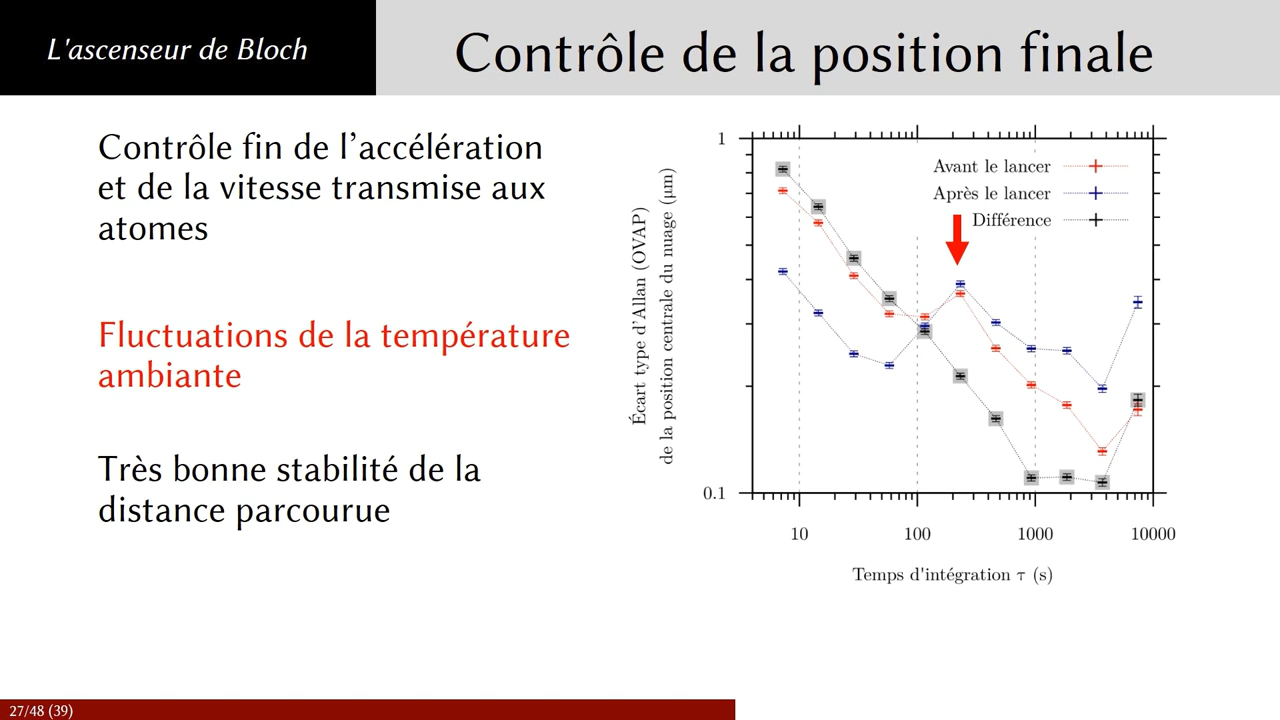 L'ascenseur de Bloch
Contrôle de la position finale
Contrôle fin de l’accélération
et de la vitesse transmise aux
atomes
Fluctuations de la température
ambiante
Très bonne stabilité de la
distance parcourue
Écart type d'Allan (OVAP)
de la position centrale du nuage (μm)
1
0.1
Avant le lancer
Après le lancer
Différence
10
100
1000
10000
Temps d'intégration τ (s)
27/48 (39)